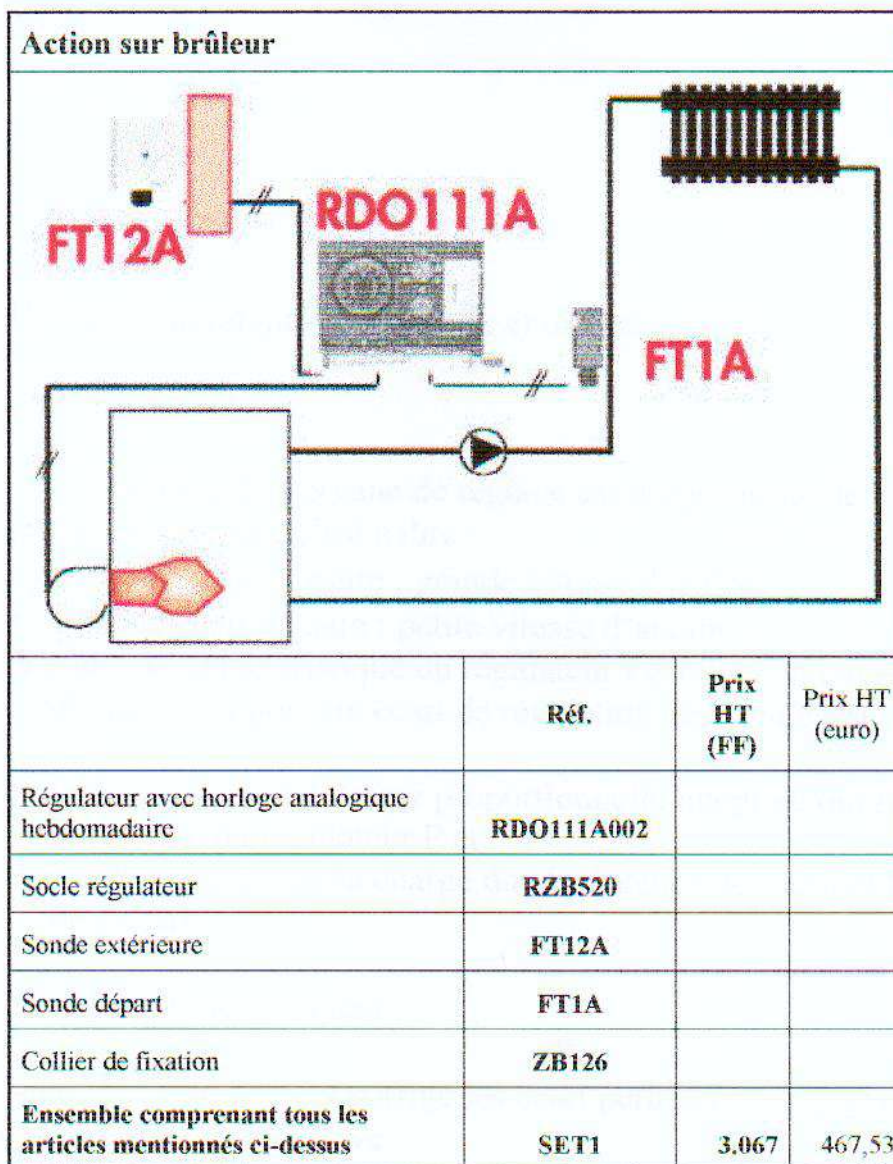 Action sur brûleur
FT12A
RDO111A
FT1A
Réf.
Prix
HT
(FF)
Prix HT
(euro)
Régulateur avec horloge analogique
hebdomadaire
RDO111A002
Socle régulateur
RZB520
Sonde extérieure
FT12A
Sonde départ
FT1A
Collier de fixation
ZB126
Ensemble comprenant tous les
articles mentionnés ci-dessus
SET1
3.067
467,53